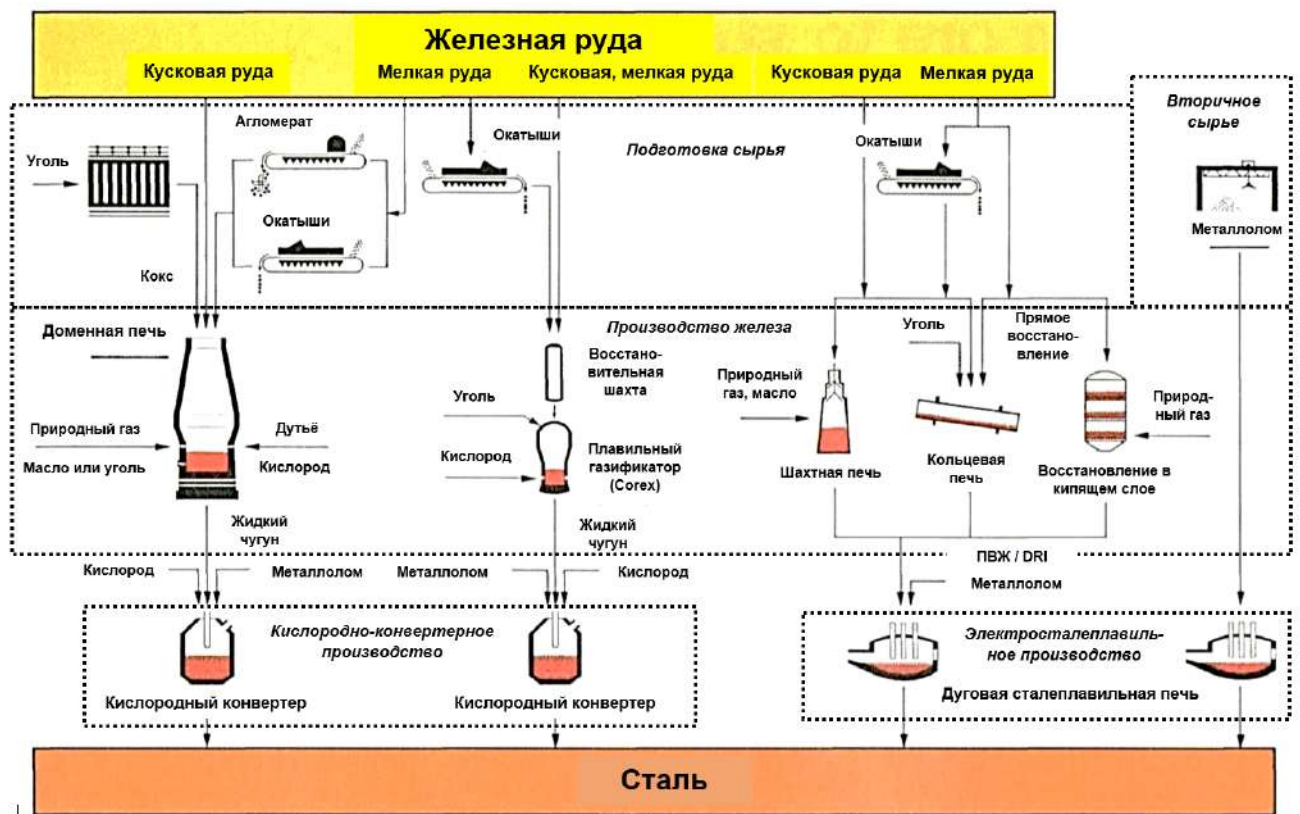 Железная руда
Кусковая руда
Мелкая руда
Кусковая, мелкая руда
Кусковая руда
Мелкая руда
Вторичное
сырье
Агломерат
Окатыши
Уголь
Подготовка сырья
Окатыши
Окатыши
Металлолом
Кокс
Доменная печь
Производство железа
Уголь
Прямое
восстано-
вление
Восстано-
вительная
шахта
Природный
газ, масло
Уголь
Природ-
ный газ
Природный газ
Дутьё
Масло или уголь
Кислород
Кислород
Плавильный
газификатор
(Corex)
Шахтная печь
Кольцевая
печь
Восстановление в
кипящем слое
Жидкий
чугун
Жидкий
чугун
ПВЖ / DRI
Кислород
Металлолом
Металлолом
Кислород
Металлолом
Кислородно-конвертерное
производство
Электросталеплавиль-
ное производство
Кислородный конвертер
Кислородный конвертер
Дуговая сталеплавильная печь
Сталь